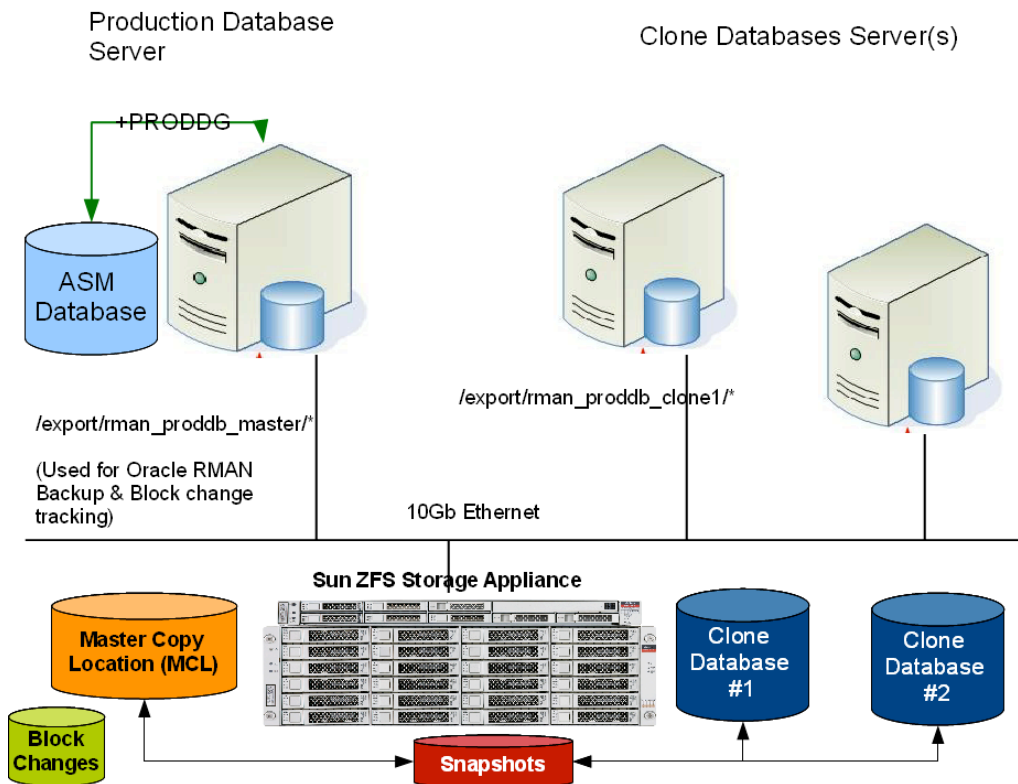 Production Database
Server
Clone Databases Server(s)
+PRODDG
ASM
Database
/export/rman_proddb_master/*
(Used for Oracle RMAN
Backup & Block change
tracking)
/export/rman_proddb_clone1/*
10Gb Ethernet
Sun ZFS Storage Appliance
Master Copy
Location (MCL)
Block
Changes
Snapshots
Clone
Database
#1
Clone
Database
#2